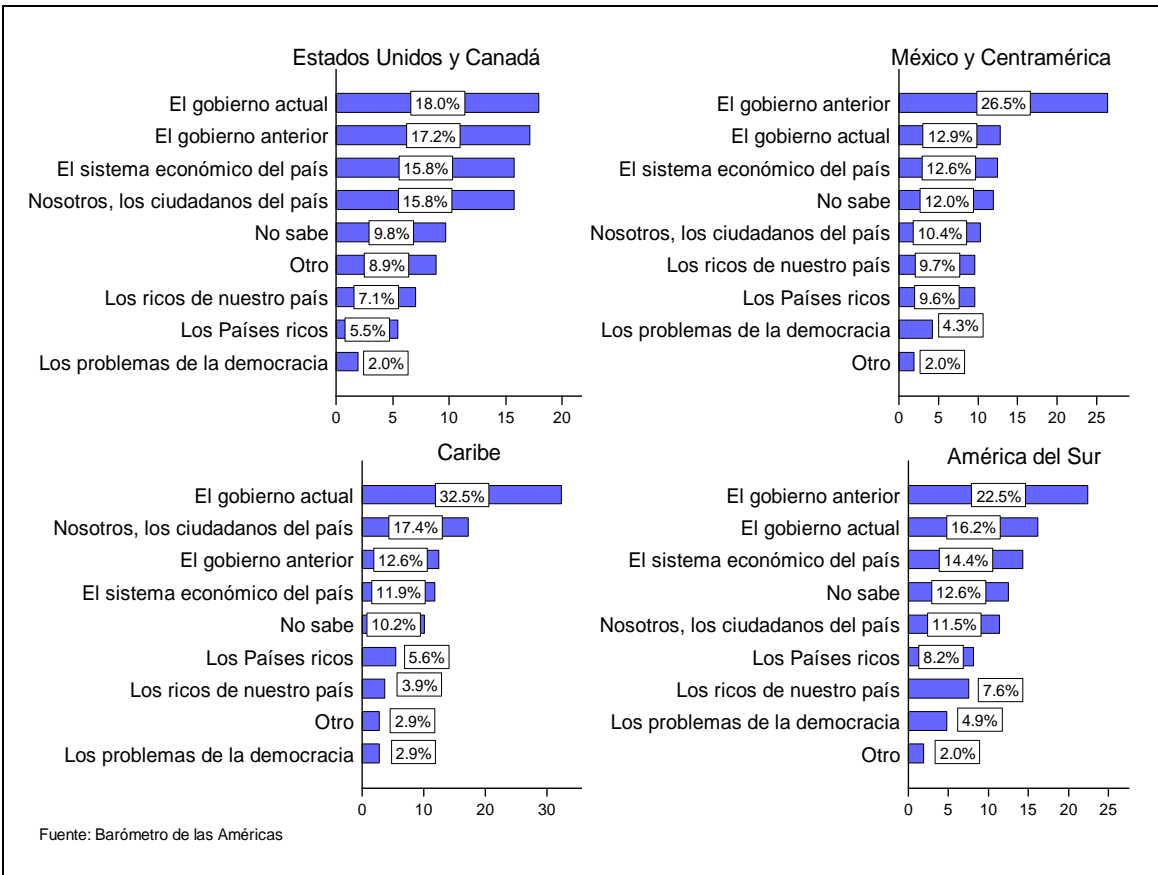 Estados Unidos y Canadá
El gobierno actual 18.0%
El gobierno anterior 17.2%
El sistema económico del país 15.8%
Nosotros, los ciudadanos del país 15.8%
No sabe 9.8%
Otro 8.9%
Los ricos de nuestro país 7.1%
Los Países ricos 5.5%
Los problemas de la democracia 2.0%
0 5 10 15 20
México y Centramérica
El gobierno anterior 26.5%
El gobierno actual 12.9%
El sistema económico del país 12.6%
No sabe 12.0%
Nosotros, los ciudadanos del país 10.4%
Los ricos de nuestro país 9.7%
Los Países ricos 9.6%
Los problemas de la democracia 4.3%
Otro 2.0%
0 5 10 15 20 25
Caribe
El gobierno actual 32.5%
Nosotros, los ciudadanos del país 17.4%
El gobierno anterior 12.6%
El sistema económico del país 11.9%
No sabe 10.2%
Los Países ricos 5.6%
Los ricos de nuestro país 3.9%
Otro 2.9%
Los problemas de la democracia 2.9%
0 10 20 30
América del Sur
El gobierno anterior 22.5%
El gobierno actual 16.2%
El sistema económico del país 14.4%
No sabe 12.6%
Nosotros, los ciudadanos del país 11.5%
Los Países ricos 8.2%
Los ricos de nuestro país 7.6%
Los problemas de la democracia 4.9%
Otro 2.0%
0 5 10 15 20 25
Fuente: Barómetro de las Américas